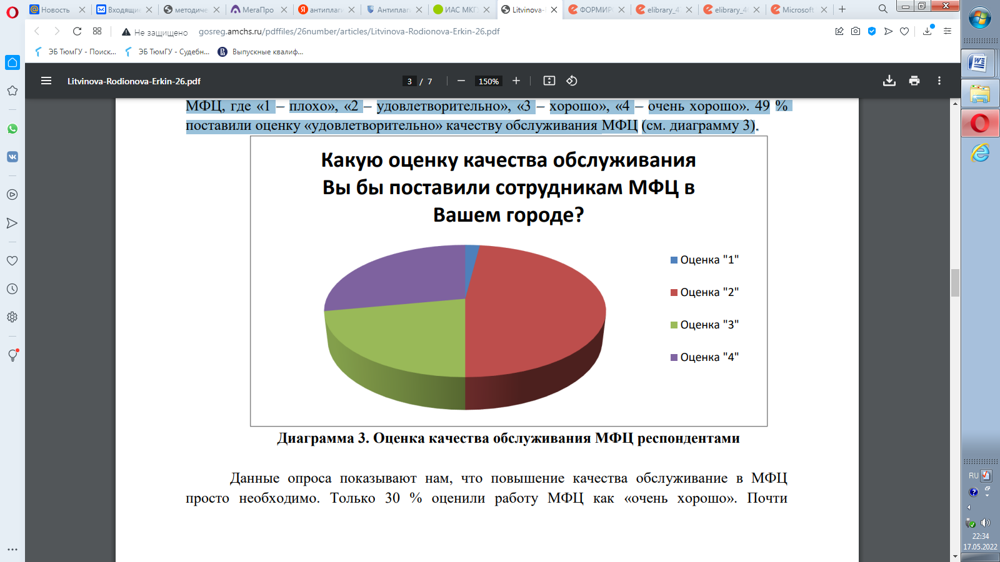 Новость
Входящие
методиче
МегаПро
антиплаги
Антиплаги
ИАС МКГ
Litvinova-
ФОРМИР
elibrary_4
elibrary_4
Microsoft
Не защищено
gosreg.amchs.ru/pdffiles/26number/articles/Litvinova-Rodionova-Erkin-26.pdf
ЭБ ТюмГУ - Поиск...
ЭБ ТюмГУ - Судебн...
Выпускные квалиф...
Litvinova-Rodionova-Erkin-26.pdf
3 / 7
150%
МФЦ, где «1 – плохо», «2 – удовлетворительно», «3 – хорошо», «4 – очень хорошо». 49 %
поставили оценку «удовлетворительно» качеству обслуживания МФЦ (см. диаграмму 3).
Какую оценку качества обслуживания
Вы бы поставили сотрудникам МФЦ в
Вашем городе?
Оценка "1"
Оценка "2"
Оценка "3"
Оценка "4"
Диаграмма 3. Оценка качества обслуживания МФЦ респондентами
Данные опроса показывают нам, что повышение качества обслуживание в МФЦ
просто необходимо. Только 30 % оценили работу МФЦ как «очень хорошо». Почти
RU
22:34
17.05.2022